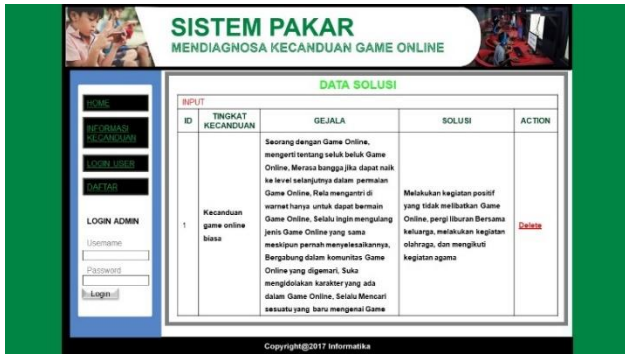 SISTEM PAKAR
MENDIAGNOSA KECANDUAN GAME ONLINE
HOME
INFORMASI
KECANDUAN
LOGIN USER
DAFTAR
LOGIN ADMIN
Username
Password
Login
DATA SOLUSI
INPUT
ID
TINGKAT
KECANDUAN
GEJALA
SOLUSI
ACTION
1
Kecanduan
game online
biasa
Seorang dengan Game Online,
mengerti tentang seluk beluk Game
Online, Merasa bangga jika dapat naik
ke level selanjutnya dalam permaian
Game Online, Rela mengantri di
warnet hanya untuk dapat bermain
Game Online, Selalu ingin mengulang
jenis Game Online yang sama
meskipun pernah menyelesaikannya,
Bergabung dalam komunitas Game
Online yang digemari, Suka
mengidolakan karakter yang ada
dalam Game Online, Selalu Mencari
sesuatu yang baru mengenai Game
Melakukan kegiatan positif
yang tidak melibatkan Game
Online, pergi liburan Bersama
keluarga, melakukan kegiatan
olahraga, dan mengikuti
kegiatan agama
Delete
Copyright@2017 Informatika